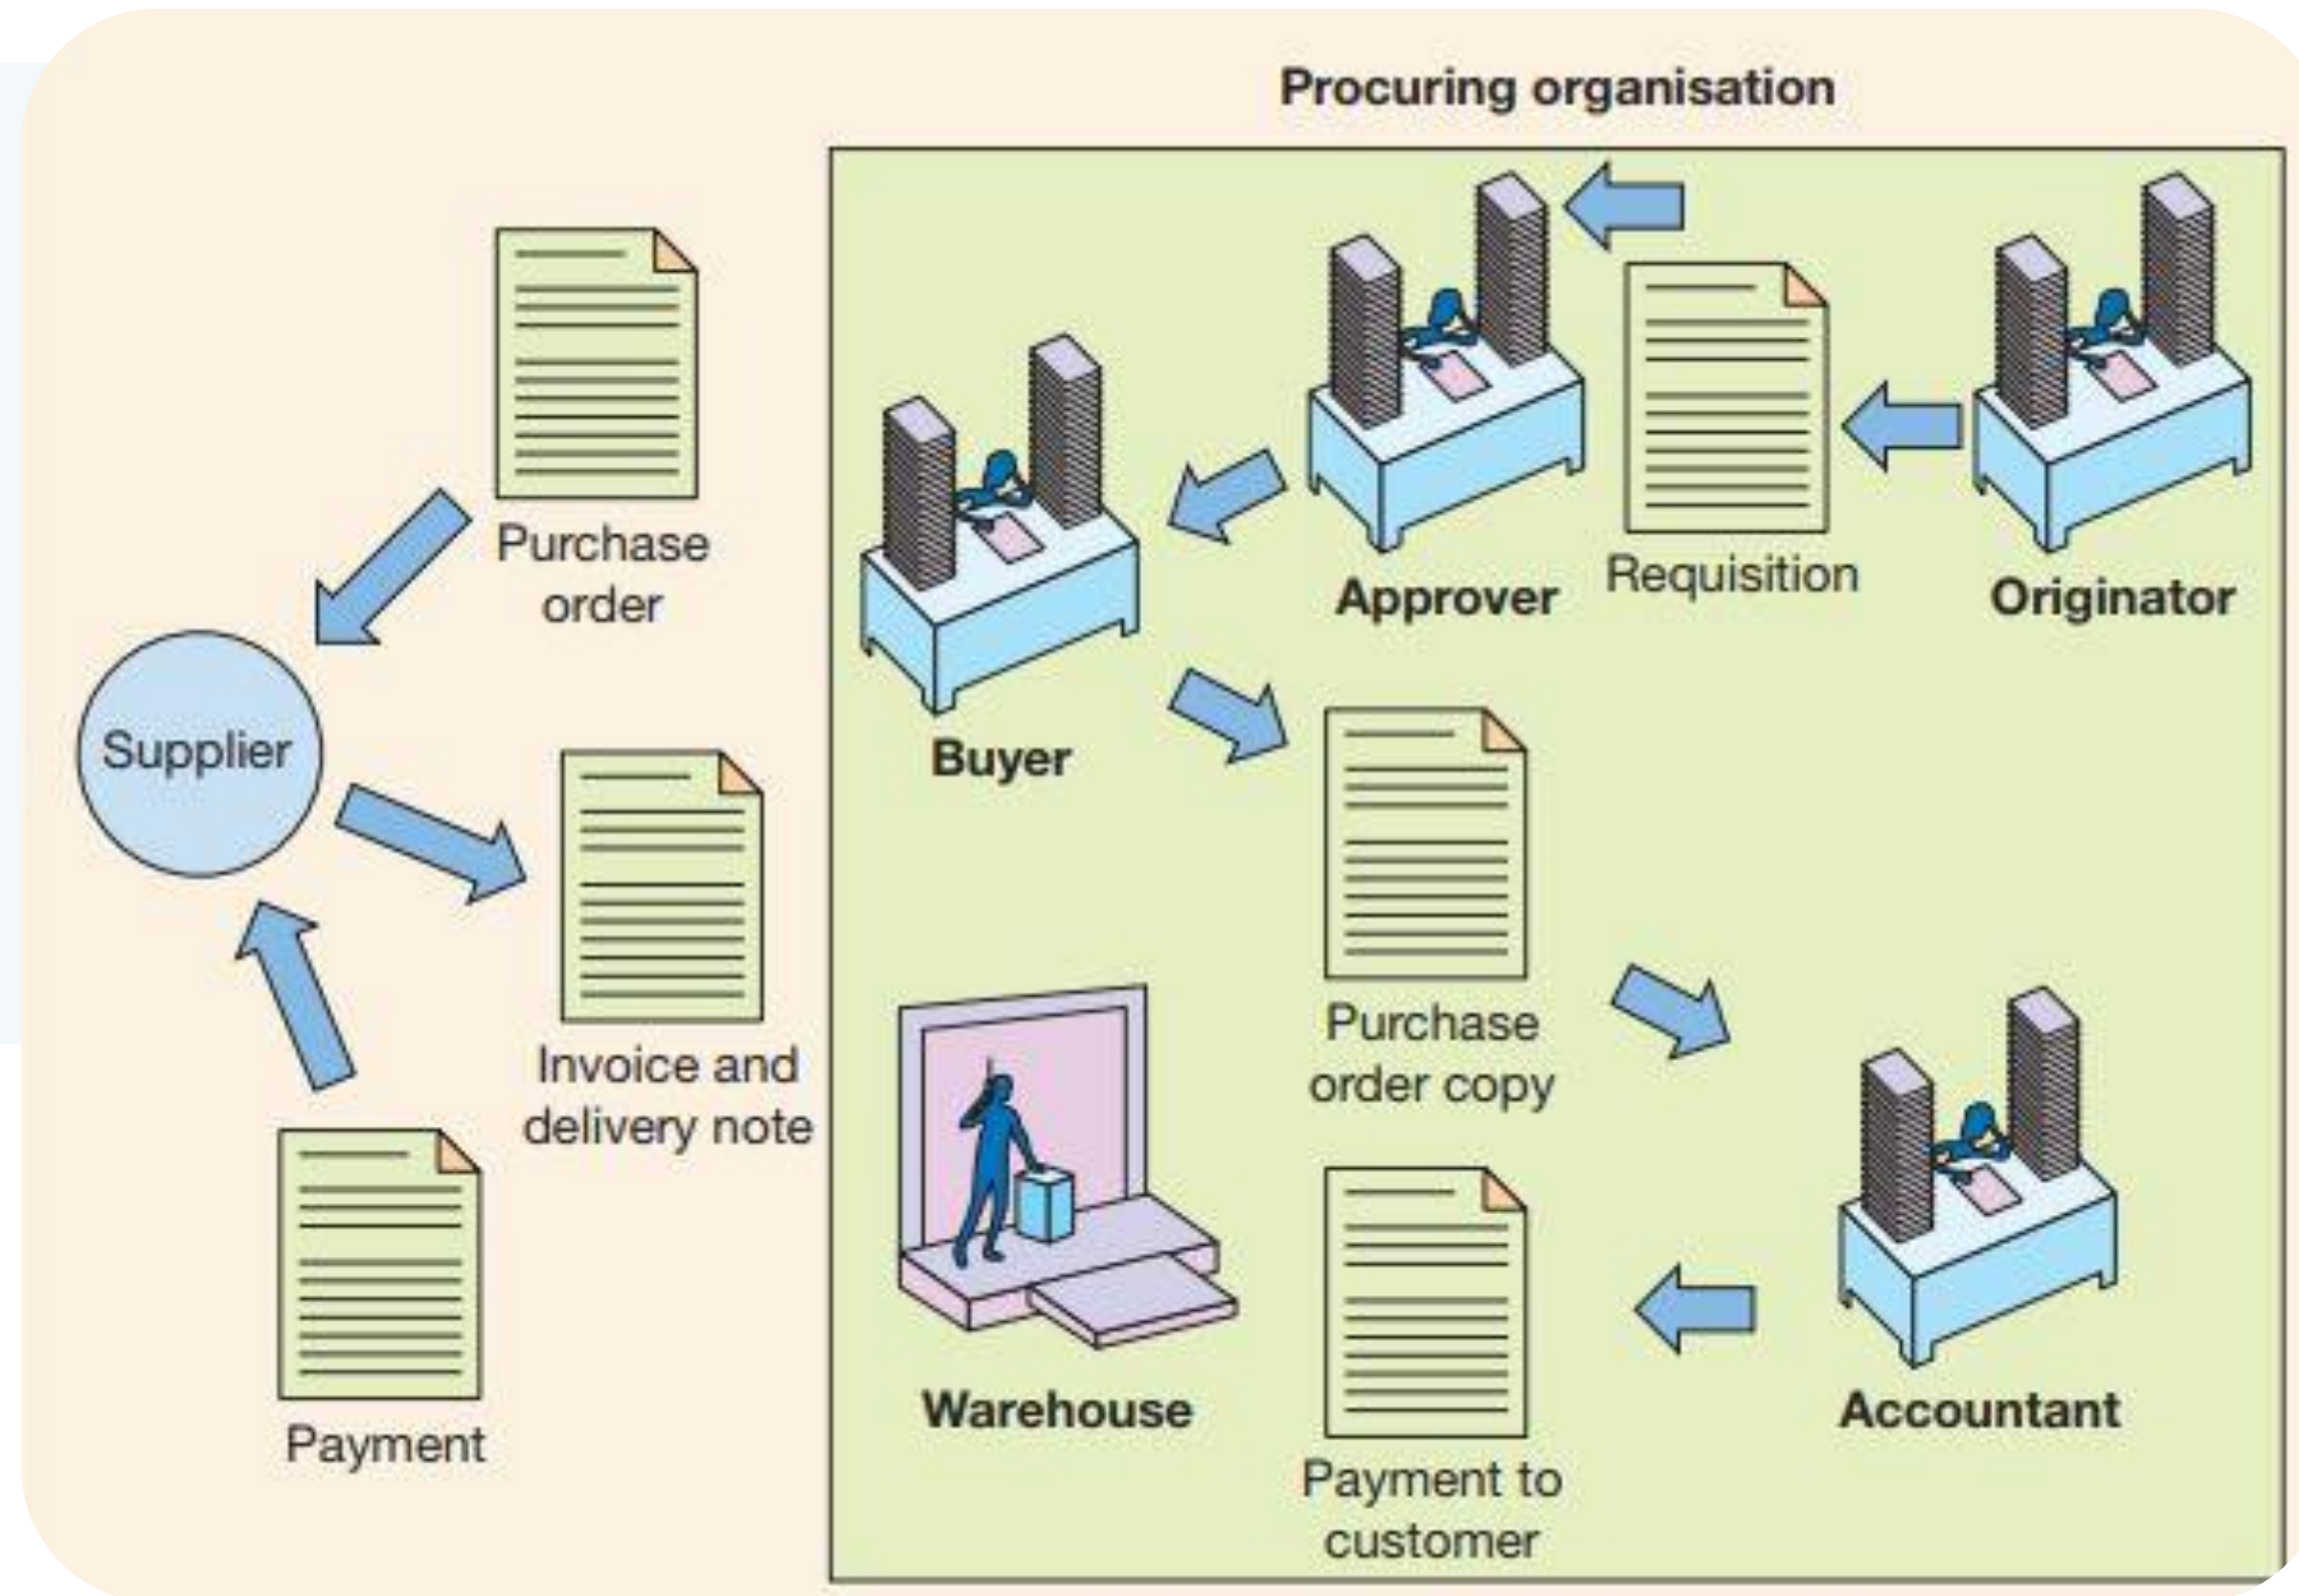 Procuring organisation
Purchase
order
Requisition
Approver
Originator
Supplier
Buyer
Invoice and
delivery note
Purchase
order copy
Payment
Warehouse
Accountant
Payment to
customer